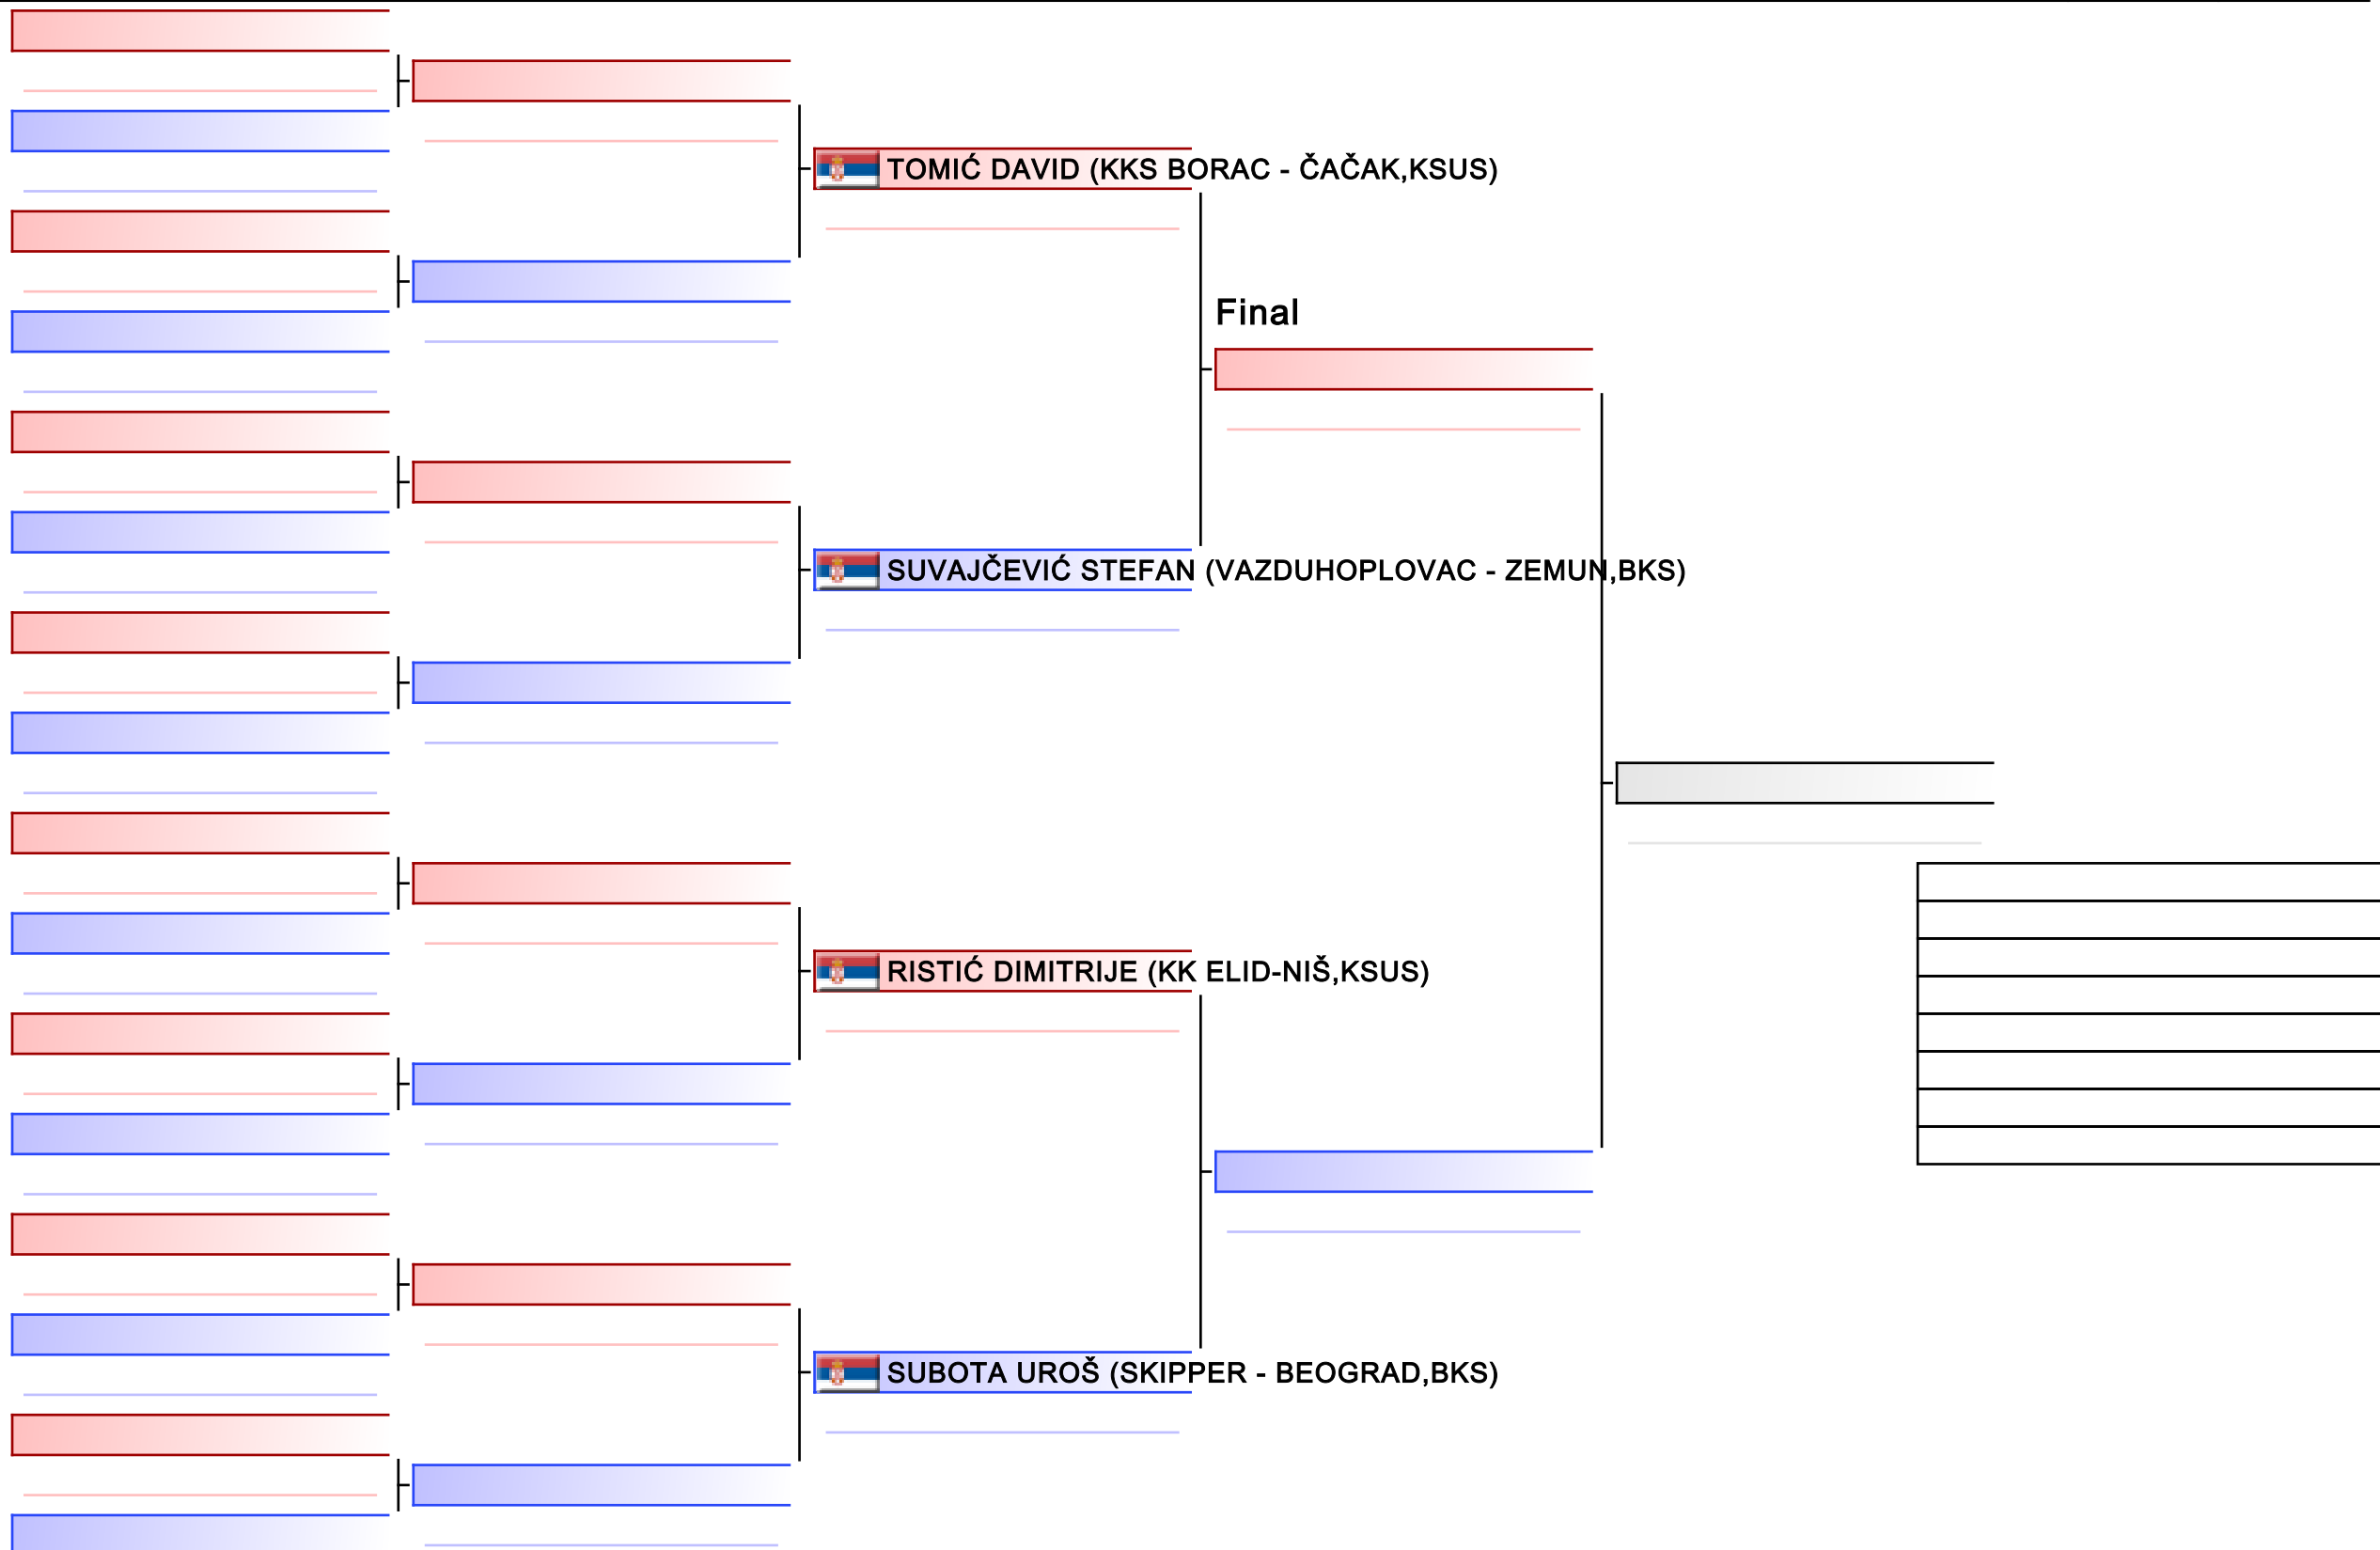 TOMIĆ DAVID (KKS BORAC - ČAČAK,KSUS)
Final
SUVAJČEVIĆ STEFAN (VAZDUHOPLOVAC - ZEMUN,BKS)
RISTIĆ DIMITRIJE (KK ELID-NIŠ,KSUS)
SUBOTA UROŠ (SKIPPER - BEOGRAD,BKS)